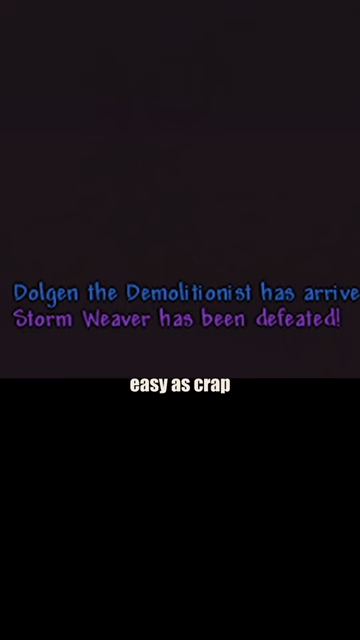 Dolgen the Demolitionist has arrive
Storm Weaver has been defeated!
easy as crap